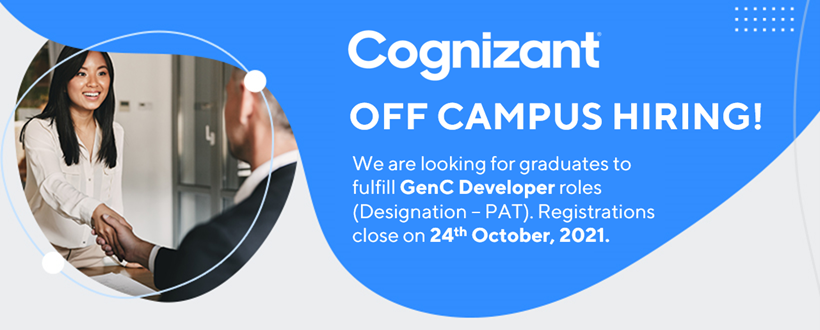 Cognizant
OFF CAMPUS HIRING!
We are looking for graduates to
fulfill GenC Developer roles
(Designation – PAT). Registrations
close on 24th October, 2021.